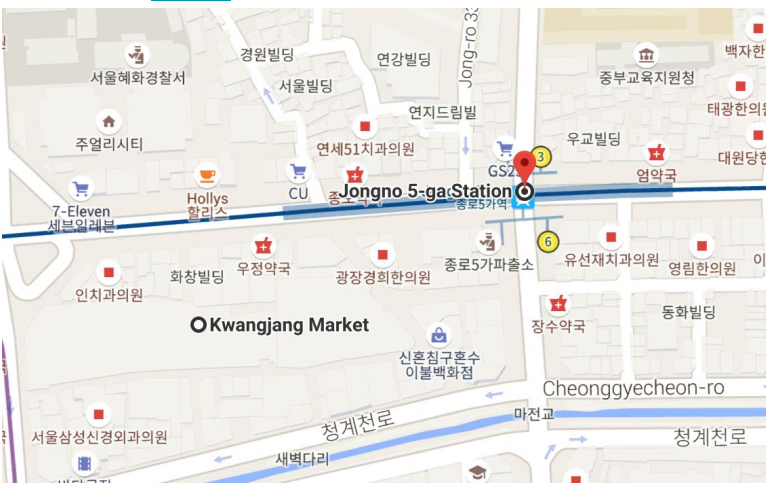 경원빌딩
연강빌딩
Jong-ro 33
서울혜화경찰서
서울빌딩
중부교육지원청
백자한
태광한의원
연지드림빌
주얼리시티
연세51치과의원
우교빌딩
대원당한
GS25
3
엄약국
CU
Hollys
할리스
7-Eleven
세븐일레븐
Jongno 5-ga Station
종로5가역
6
우정약국
광장경희한의원
종로5가파출소
유선재치과의원
영림한의원
인치과의원
화창빌딩
장수약국
동화빌딩
Kwangjang Market
신혼침구혼수
이불백화점
Cheonggyecheon-ro
마전교
청계천로
청계천로
서울삼성신경외과의원
새벽다리